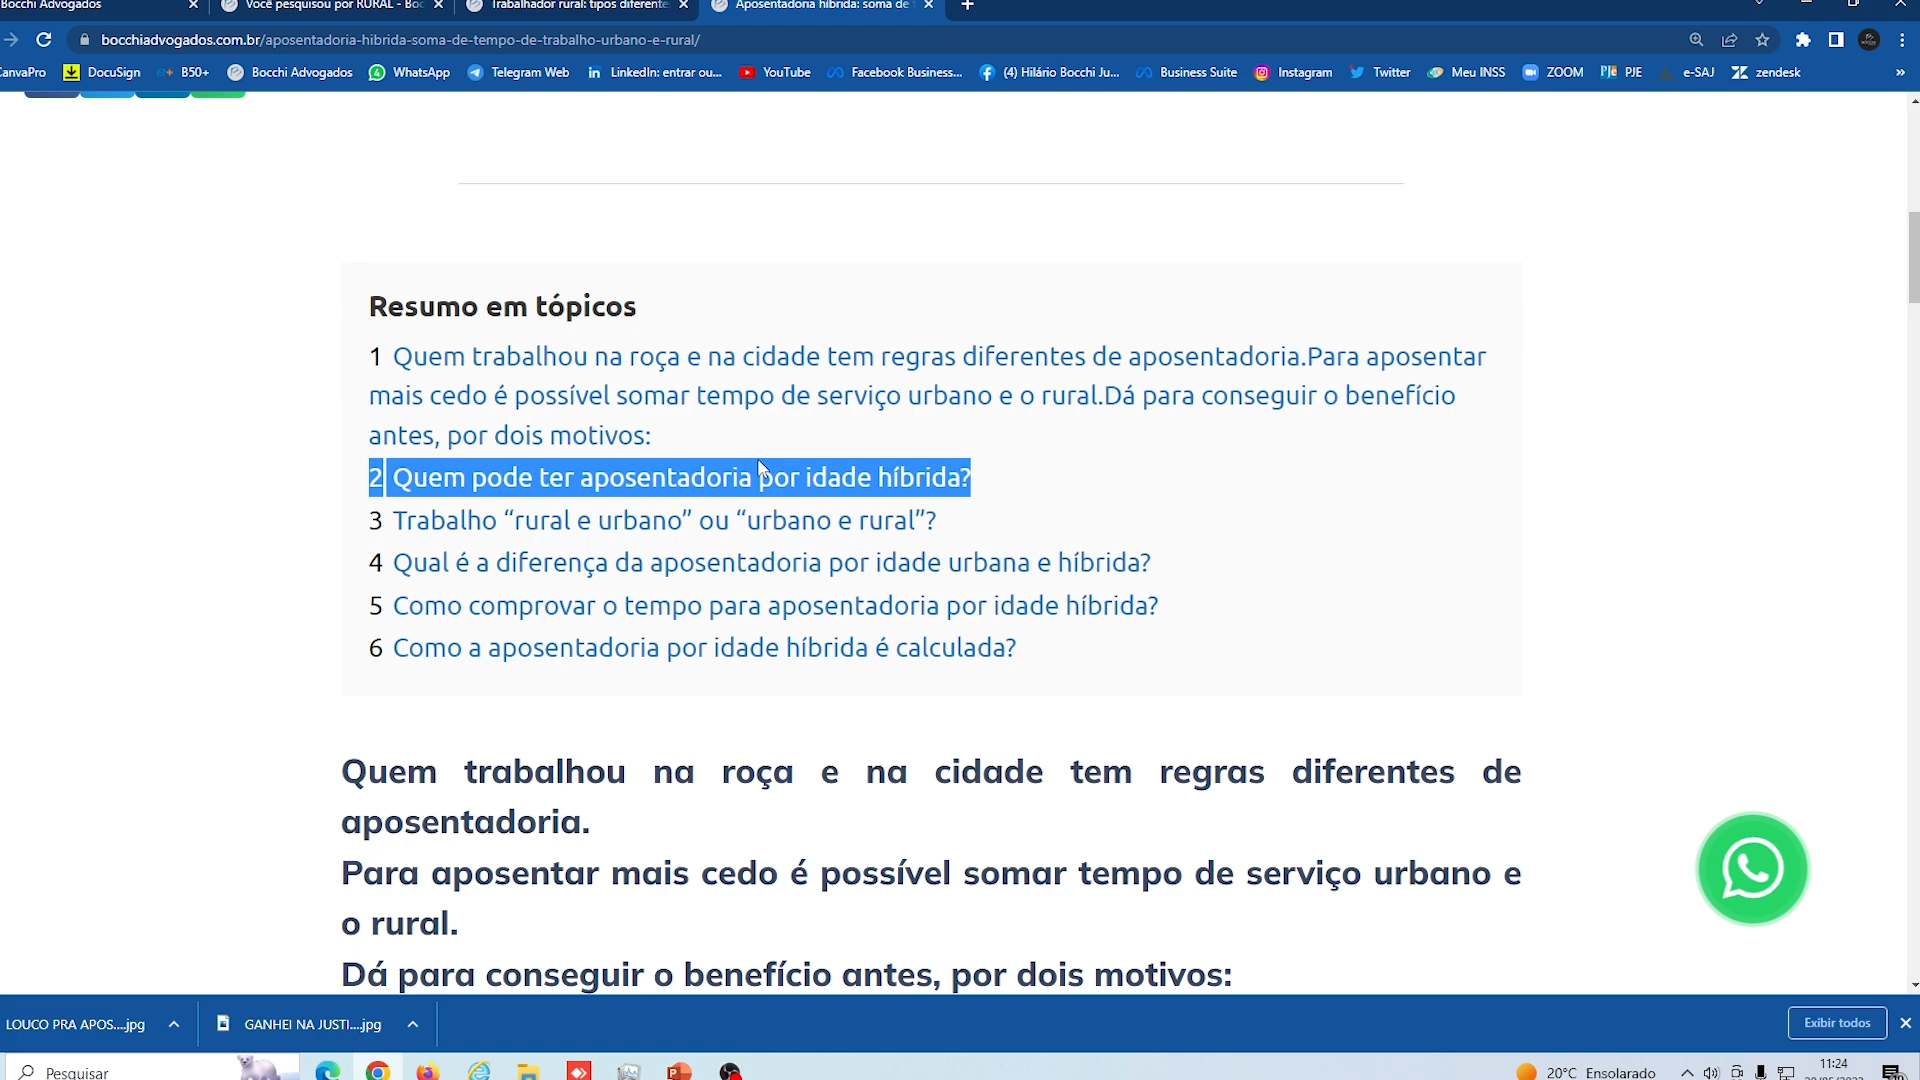 Bocchi Advogados
Você pesquisou por RURAL - Boc
Trabalhador rural: tipos diferente
Aposentadoria híbrida: soma de
bocchiadvogados.com.br/aposentadoria-hibrida-soma-de-tempo-de-trabalho-urbano-e-rural/
CanvaPro
DocuSign
B50+
Bocchi Advogados
WhatsApp
Telegram Web
LinkedIn: entrar ou...
YouTube
Facebook Business...
(4) Hilário Bocchi Ju...
Business Suite
Instagram
Twitter
Meu INSS
ZOOM
PJE
e-SAJ
zendesk
Resumo em tópicos
1 Quem trabalhou na roça e na cidade tem regras diferentes de aposentadoria.Para aposentar
mais cedo é possível somar tempo de serviço urbano e o rural.Dá para conseguir o benefício
antes, por dois motivos:
2 Quem pode ter aposentadoria por idade híbrida?
3 Trabalho “rural e urbano” ou “urbano e rural”?
4 Qual é a diferença da aposentadoria por idade urbana e híbrida?
5 Como comprovar o tempo para aposentadoria por idade híbrida?
6 Como a aposentadoria por idade híbrida é calculada?
Quem trabalhou na roça e na cidade tem regras diferentes de
aposentadoria.
Para aposentar mais cedo é possível somar tempo de serviço urbano e
o rural.
Dá para conseguir o benefício antes, por dois motivos:
LOUCO PRA APOS....jpg
GANHEI NA JUSTI....jpg
Exibir todos
Pesquisar
20°C Ensolarado
11:24